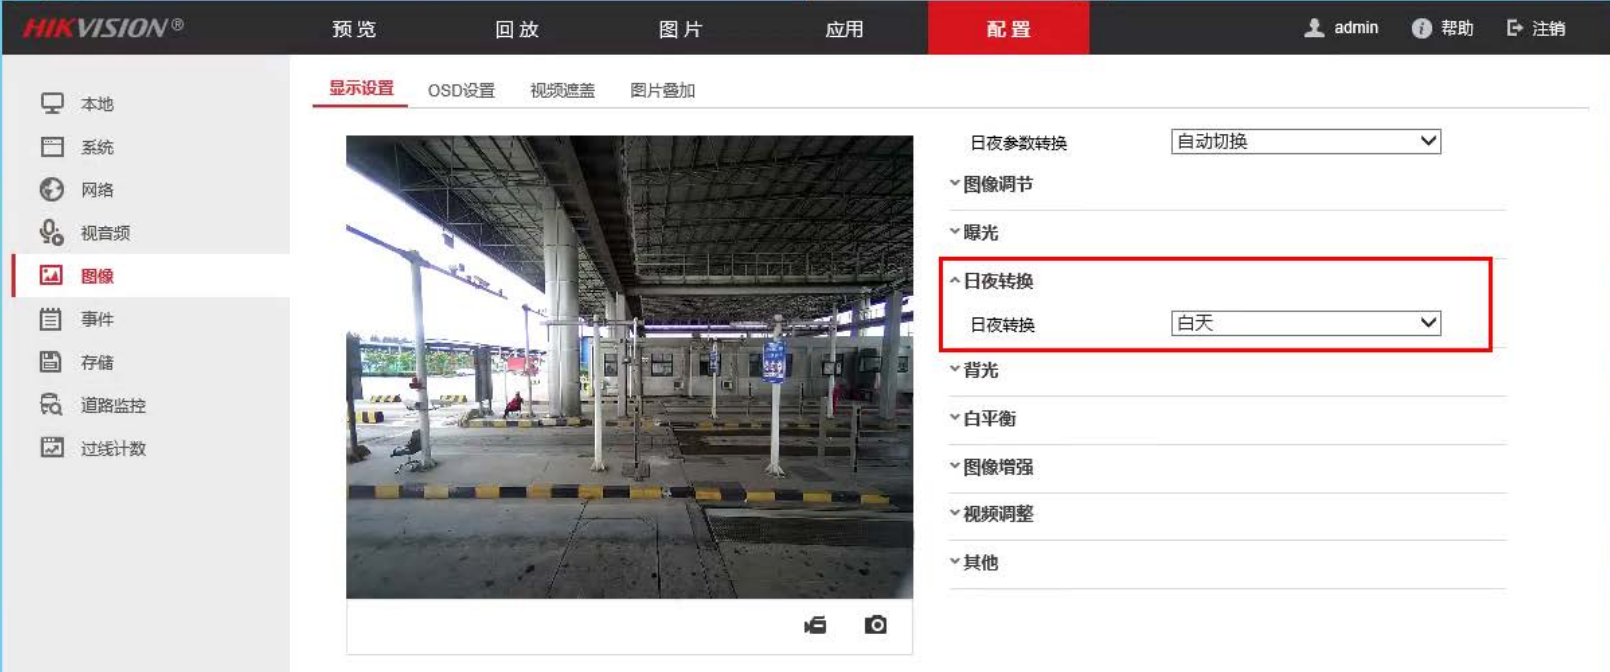 HIKVISION®
预览
回放
图片
应用
配置
admin
帮助
注销
本地
系统
网络
视音频
图像
事件
存储
道路监控
过线计数
显示设置
OSD设置
视频遮盖
图片叠加
日夜参数转换
自动切换
图像调节
曝光
日夜转换
日夜转换
白天
背光
白平衡
图像增强
视频调整
其他